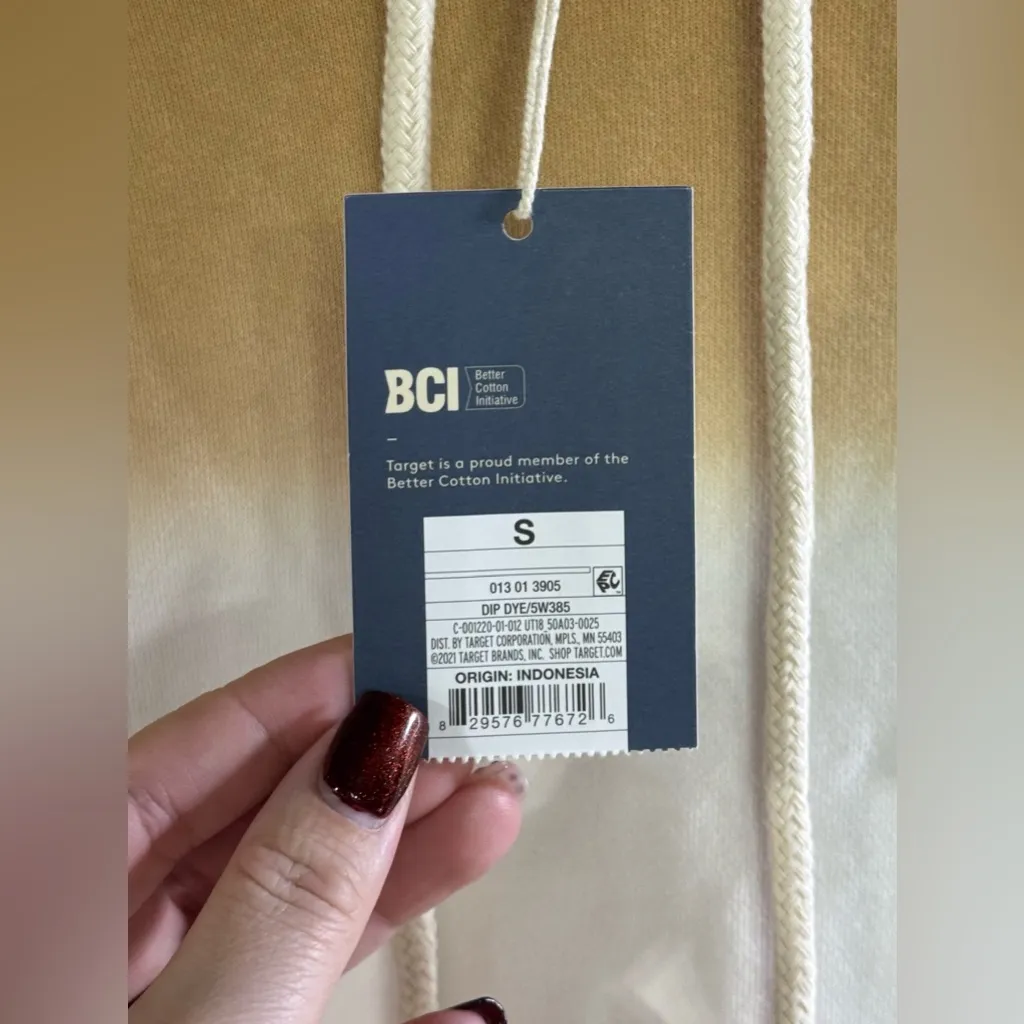 BCI
Better
Cotton
Initiative
Target is a proud member of the
Better Cotton Initiative.
S
013 01 3905
DIP DYE/5W385
C-001220-01-012 UT18_50A03-0025
DIST. BY TARGET CORPORATION, MPLS., MN 55403
©2021 TARGET BRANDS, INC. SHOP TARGET.COM
ORIGIN: INDONESIA
8 29576 77672 6